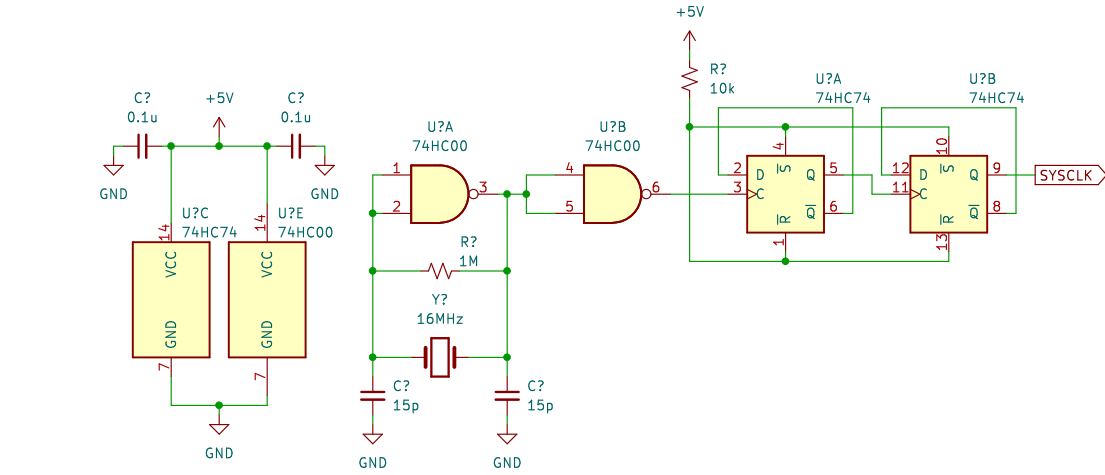 C?
0.1u
GND
+5V
C?
0.1u
GND
U?C
74HC74
14
VCC
GND
7
U?E
74HC00
14
VCC
GND
7
GND
U?A
74HC00
1
2
3
R?
1M
Y?
16MHz
C?
15p
GND
C?
15p
GND
U?B
74HC00
4
5
6
+5V
R?
10k
U?A
74HC74
2
D
3
C
4
S
Q
5
Q
6
R
1
U?B
74HC74
12
D
11
C
10
S
Q
9
Q
8
R
13
SYSCLK